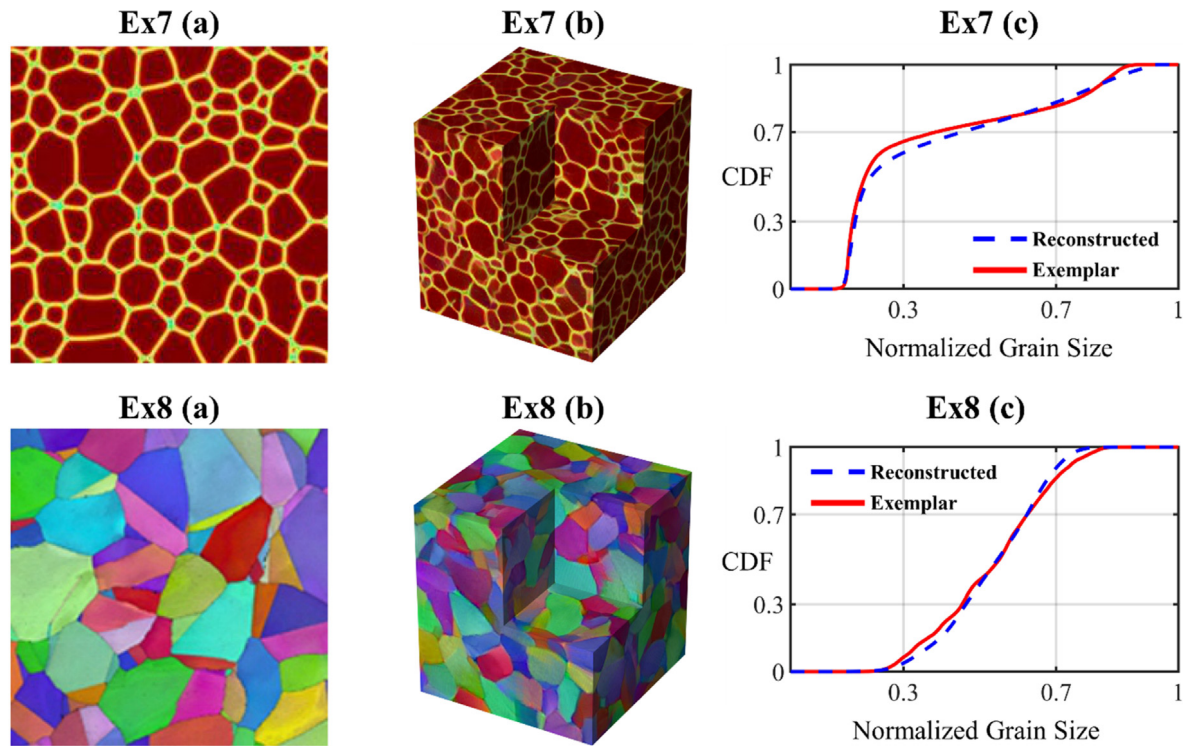 Ex7 (a)
Ex7 (b)
Ex7 (c)
1
0.7
CDF
0.3
Reconstructed
Exemplar
0
0.3
0.7
1
Normalized Grain Size
Ex8 (a)
Ex8 (b)
Ex8 (c)
1
Reconstructed
Exemplar
0.7
CDF
0.3
0
0.3
0.7
1
Normalized Grain Size